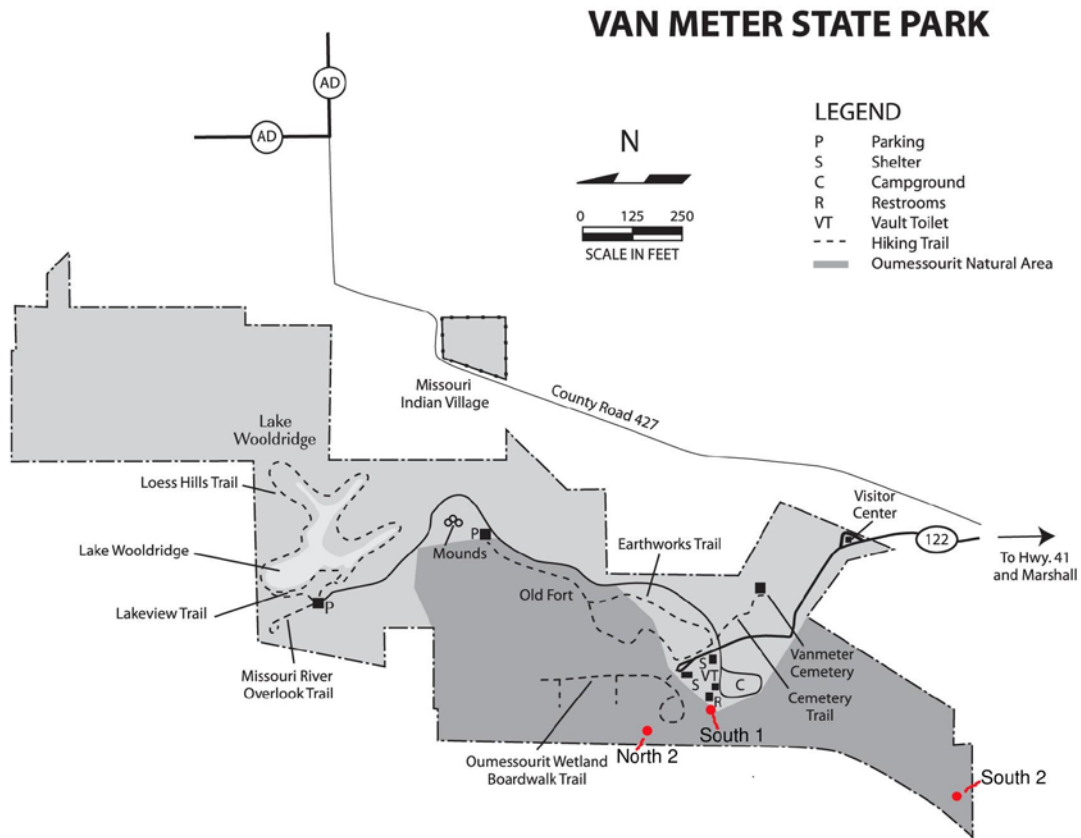 VAN METER STATE PARK
AD
AD
N
0 125 250
SCALE IN FEET
LEGEND
P Parking
S Shelter
C Campground
R Restrooms
VT Vault Toilet
Hiking Trail
Oumessourit Natural Area
Missouri
Indian Village
County Road 427
Lake
Wooldridge
Loess Hills Trail
Lake Wooldridge
Lakeview Trail
P
Missouri River
Overlook Trail
Mounds
P
Old Fort
Earthworks Trail
Visitor
Center
122
To Hwy. 41
and Marshall
Vanmeter
Cemetery
Cemetery
Trail
S
VT
S
C
R
South 1
North 2
Oumessourit Wetland
Boardwalk Trail
South 2